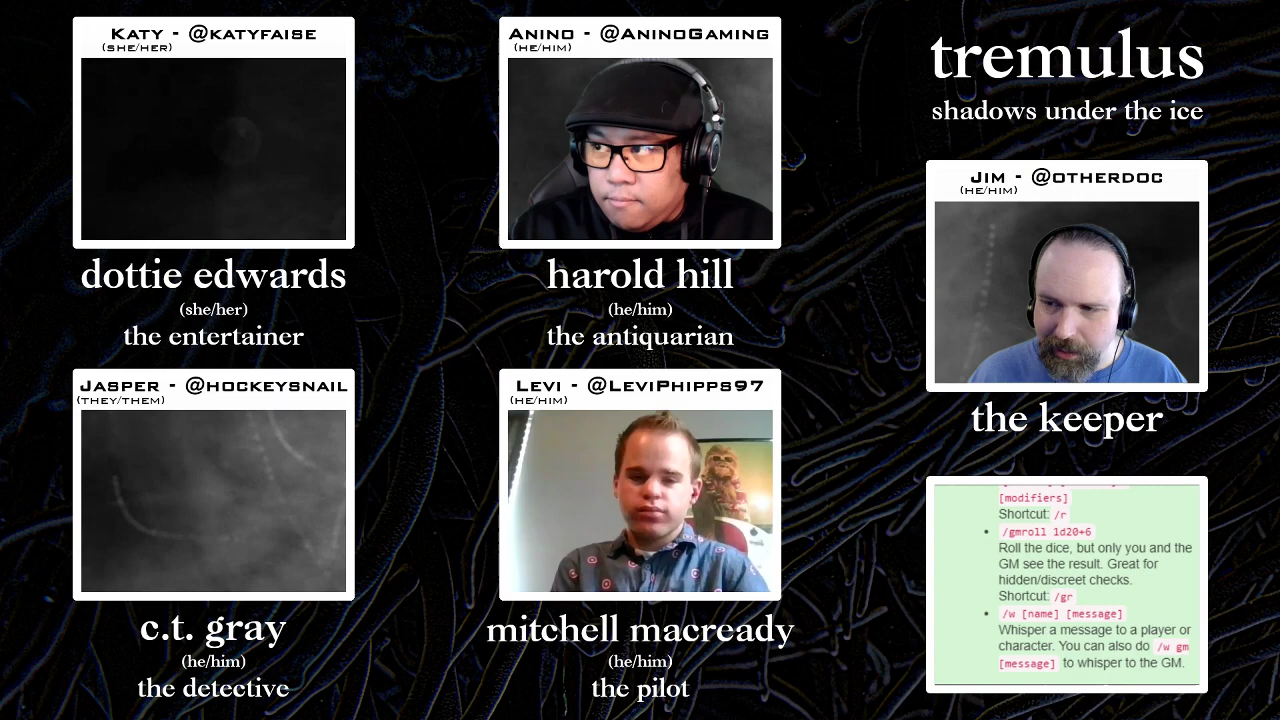 Katy - @katyfaise
(she/her)
dottie edwards
(she/her)
the entertainer
Anino - @AninoGaming
(he/him)
harold hill
(he/him)
the antiquarian
tremulus
shadows under the ice
Jim - @otherdoc
(he/him)
the keeper
Jasper - @hockeysnail
(they/them)
c.t. gray
(he/him)
the detective
Levi - @LeviPhipps97
(he/him)
mitchell macready
(he/him)
the pilot
[modifiers]
Shortcut: /r
• /gmroll 1d20+6
Roll the dice, but only you and the
GM see the result. Great for
hidden/discreet checks.
Shortcut: /gr
• /w [name] [message]
Whisper a message to a player or
character. You can also do /w gm
[message] to whisper to the GM.